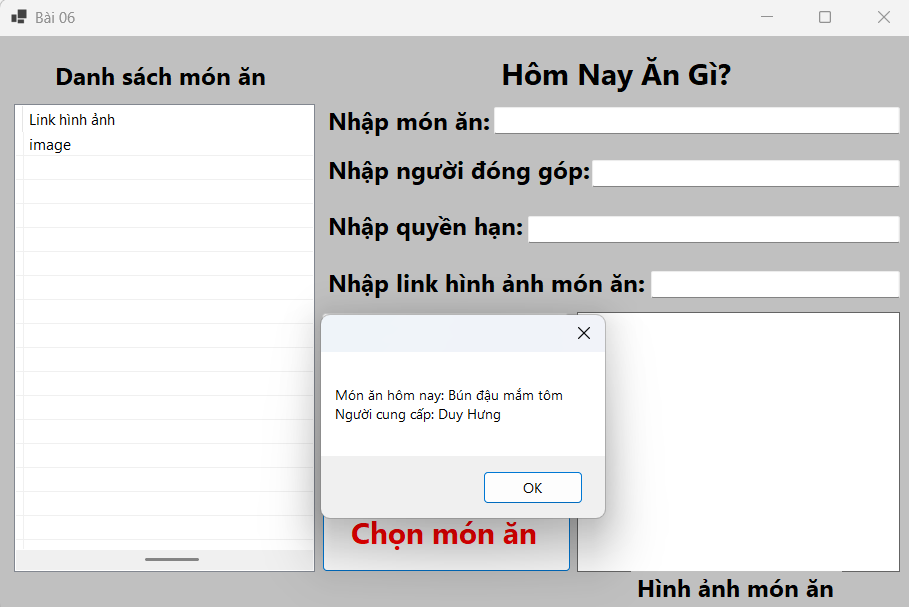 Bài 06
Danh sách món ăn
Link hình ảnh
image
Hôm Nay Ăn Gì?
Nhập món ăn:
Nhập người đóng góp:
Nhập quyền hạn:
Nhập link hình ảnh món ăn:
Món ăn hôm nay: Bún đậu mắm tôm
Người cung cấp: Duy Hưng
OK
Chọn món ăn
Hình ảnh món ăn